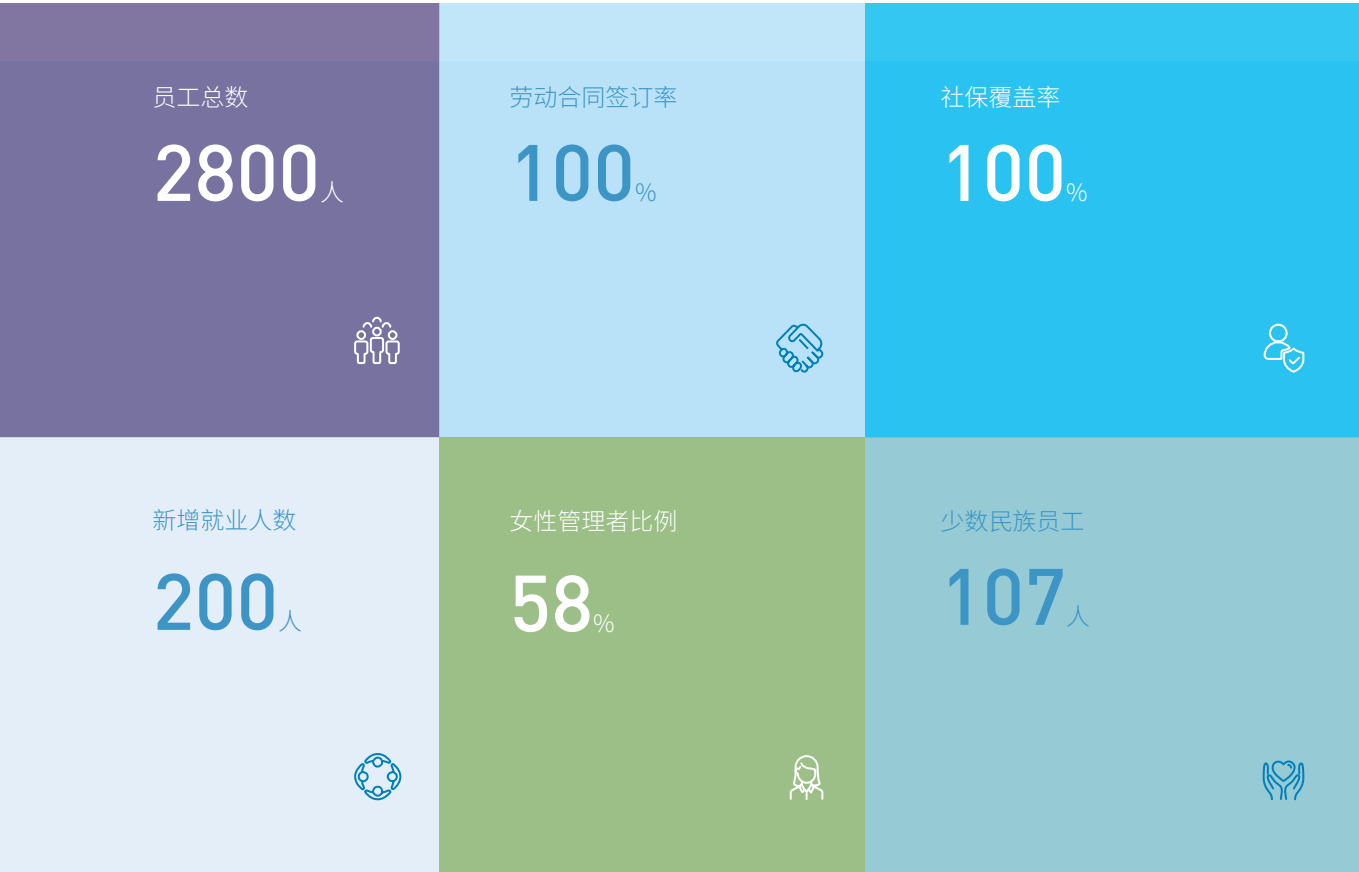 员工总数
2800人
劳动合同签订率
100%
社保覆盖率
100%
新增就业人数
200人
女性管理者比例
58%
少数民族员工
107人